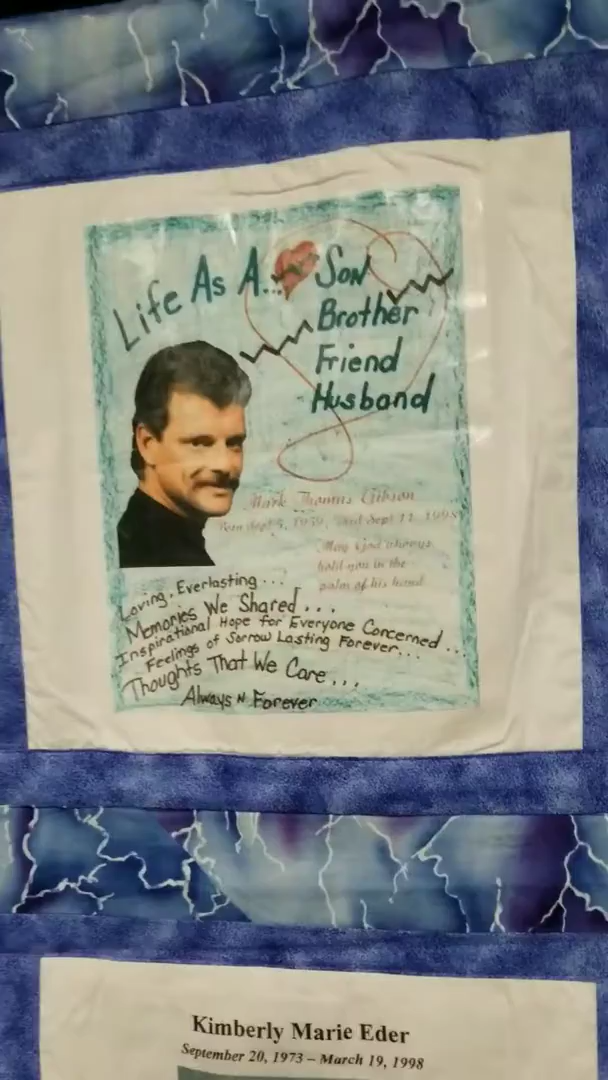 Life As A... Son
Brother
Friend
Husband
Mark Thomas Gibson
Born Sept 5, 1959, Died Sept 11, 1998
May God always
hold you in the
palm of his hand
Loving, Everlasting...
Memories We Shared...
Inspirational Hope for Everyone Concerned...
Feelings of Sorrow Lasting Forever...
Thoughts That We Care...
Always N Forever
Kimberly Marie Eder
September 20, 1973 – March 19, 1998